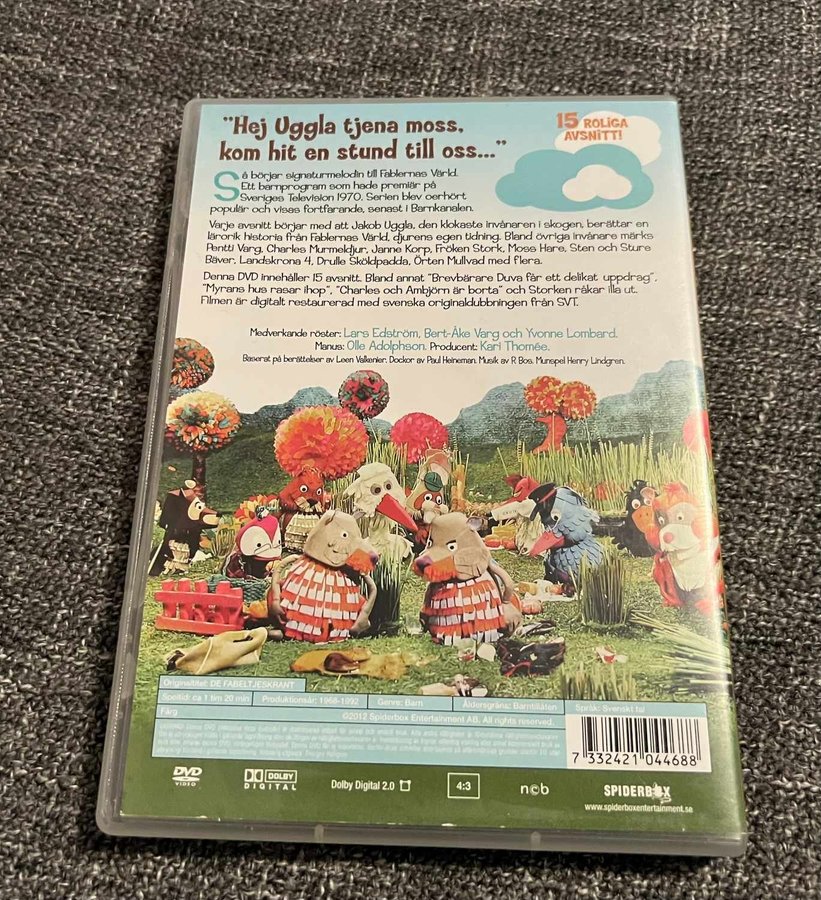 "Hej Uggla tjena moss,
kom hit en stund till oss..."
15 ROLIGA
AVSNITT!
Så börjar signaturmelodin till Fablernas Värld.
Ett barnprogram som hade premiär på
Sveriges Television 1970. Serien blev oerhört
populär och visas fortfarande, senast i Barnkanalen.
Varje avsnitt börjar med att Jakob Uggla, den klokaste invånaren i skogen, berättar en
lärorik historia från Fablernas Värld, djurens egen tidning. Bland övriga invånare märks
Pentti Varg, Charles Murmeldjur, Janne Korp, Fröken Stork, Moss Hare, Sten och Sture
Bäver, Landskrona 4, Drulle Sköldpadda, Örten Mullvad med flera.
Denna DVD innehåller 15 avsnitt. Bland annat "Brevbärare Duva får ett delikat uppdrag",
"Myrans hus rasar ihop", "Charles och Ambjörn är borta" och Storken råkar illa ut.
Filmen är digitalt restaurerad med svenska originaldubbningen från SVT.
Medverkande röster: Lars Edström, Bert-Åke Varg och Yvonne Lombard.
Manus: Olle Adolphson. Producent: Kari Thomée.
Baserat på berättelser av Leen Valkenier. Dockor av Paul Heineman. Musik av R Bos. Munspel Henry Lindgren.
Originaltitel: DE FABELTJESKRANT
Speltid: ca 1 tim 20 min Produktionsår: 1968-1992 Genre: Barn Åldersgräns: Barntillåten Språk: Svenskt tal
Färg
©2012 Spiderbox Entertainment AB. All rights reserved.
7 332421 044688
DVD VIDEO
DOLBY DIGITAL
Dolby Digital 2.0
4:3
ncb
SPIDERBOX
www.spiderboxentertainment.se